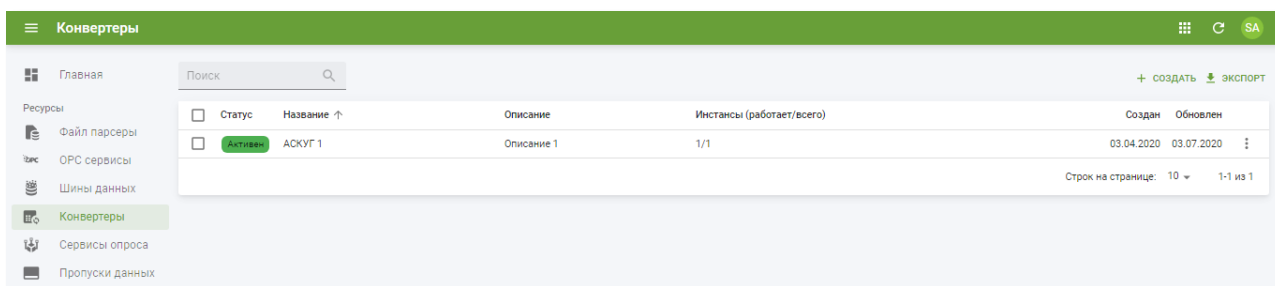 Конвертеры
SA
Главная
Поиск
+ СОЗДАТЬ
ЭКСПОРТ
Ресурсы
Статус Название ↑ Описание Инстансы (работает/всего) Создан Обновлен
Файл парсеры
Активен АСКУГ 1 Описание 1 1/1 03.04.2020 03.07.2020
OPC OPC сервисы
Строк на странице: 10 1-1 из 1
Шины данных
Конвертеры
Сервисы опроса
Пропуски данных